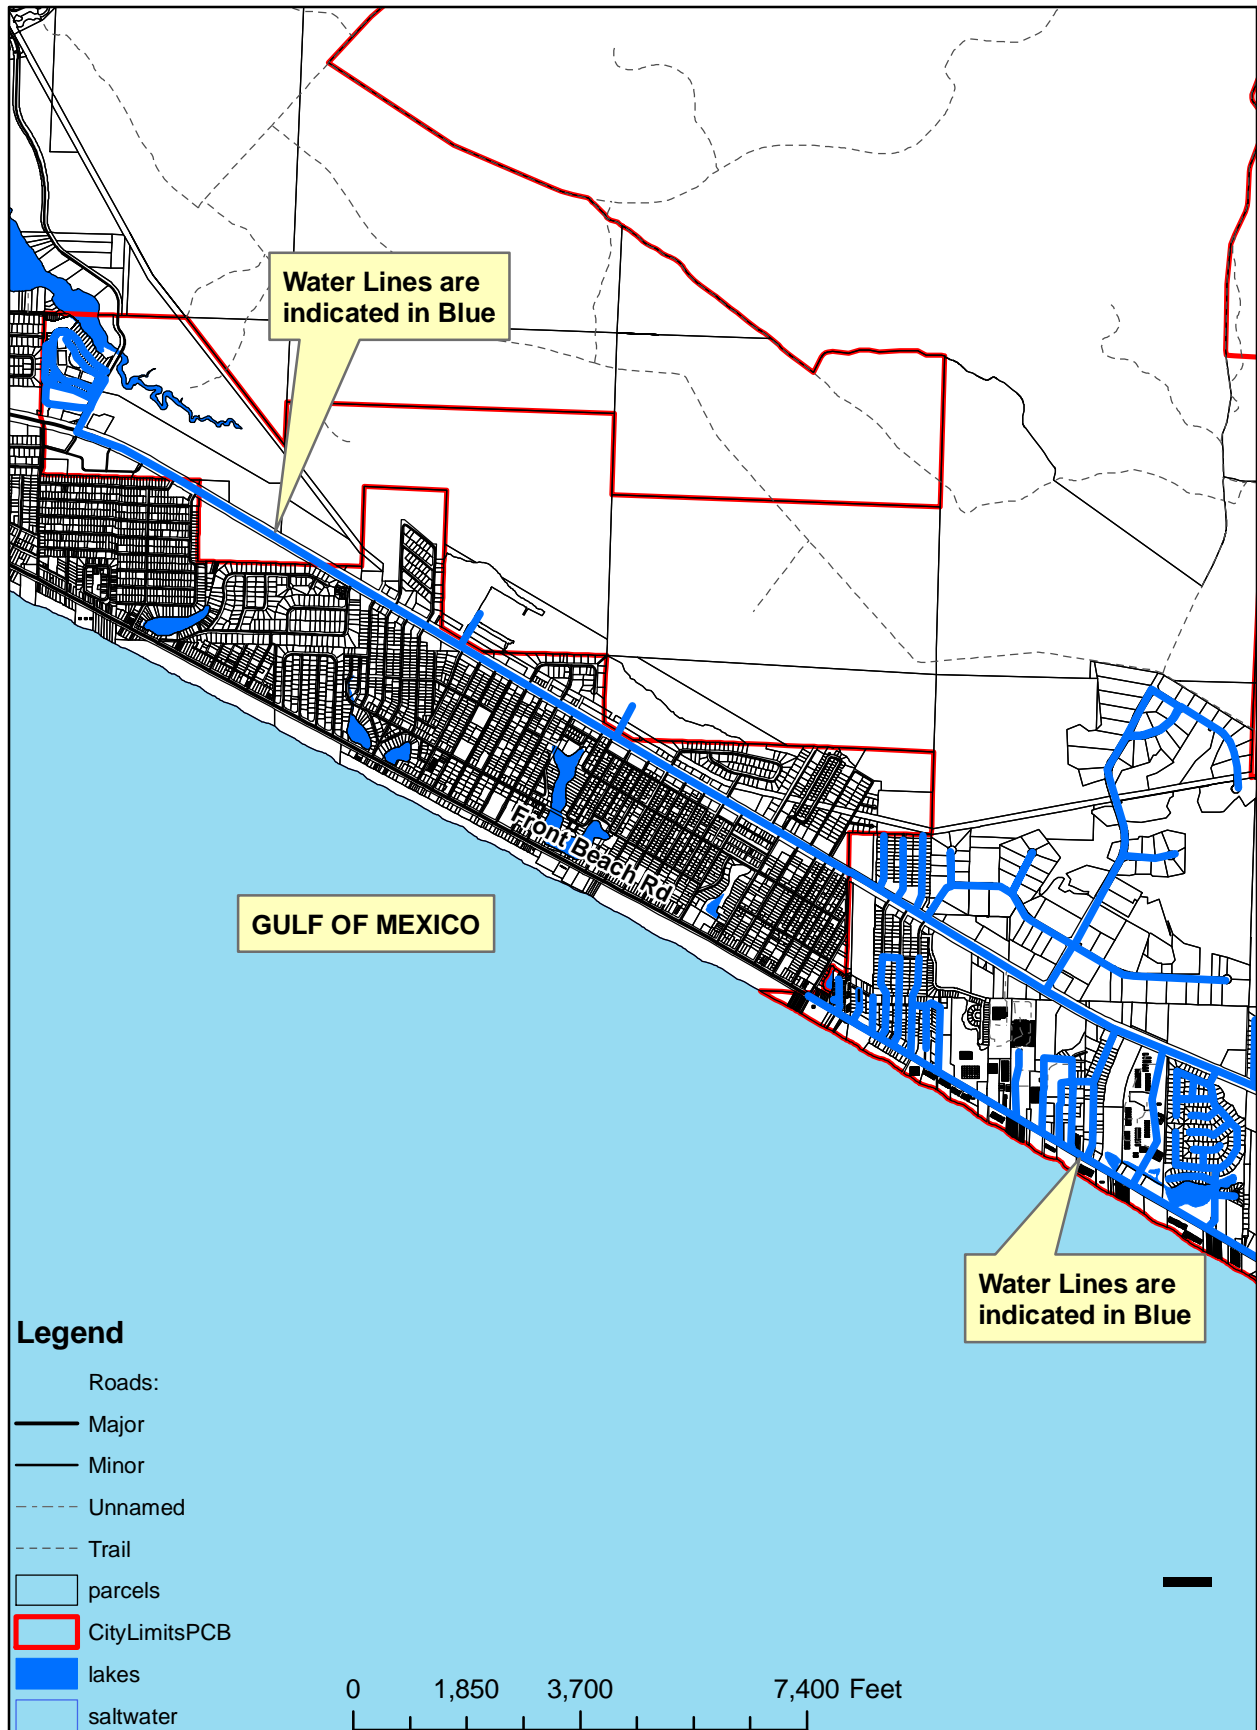 Water Lines are
indicated in Blue
Front Beach Rd
GULF OF MEXICO
Water Lines are
indicated in Blue
Legend
Roads:
Major
Minor
Unnamed
Trail
parcels
CityLimitsPCB
lakes
saltwater
0 1,850 3,700 7,400 Feet